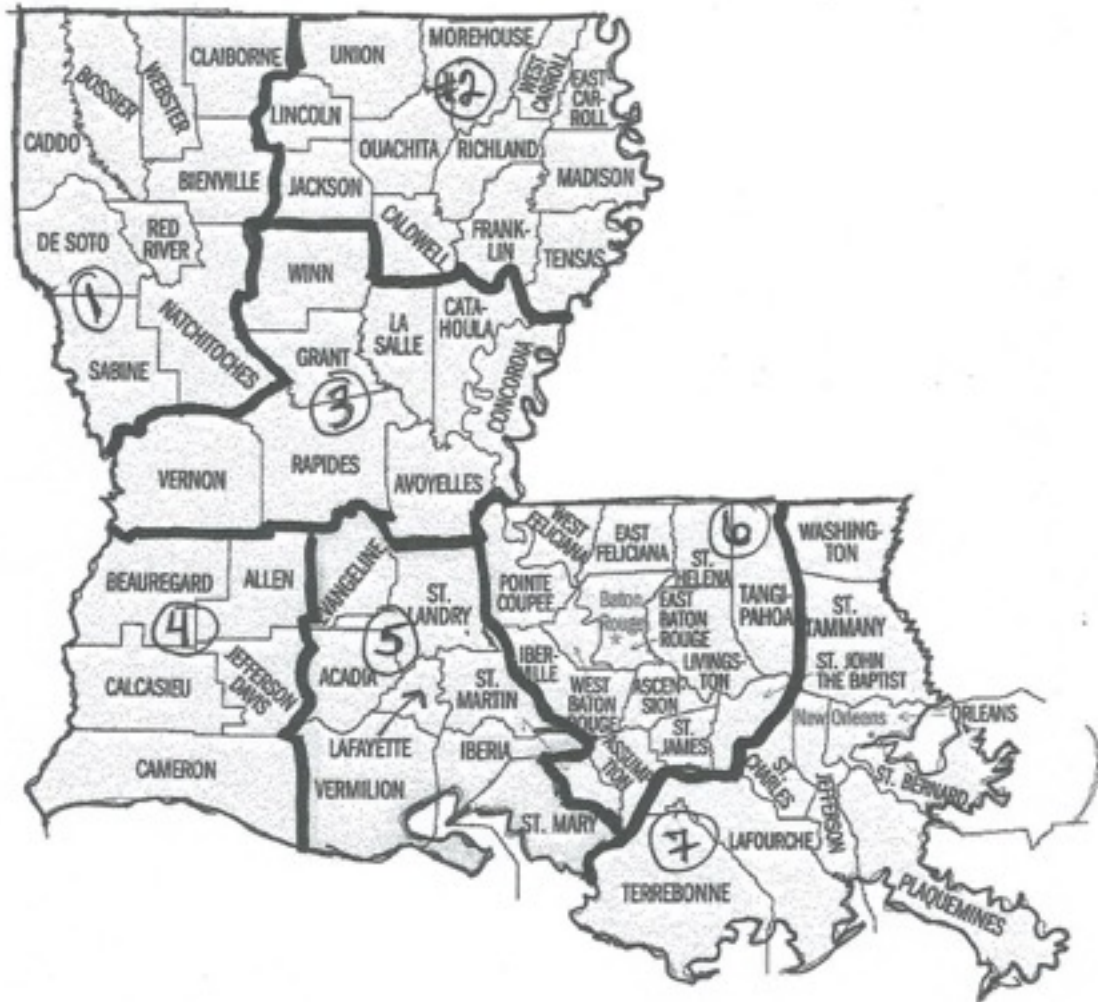 CLAIBORNE
UNION
MOREHOUSE
WEST
CARROLL
EAST
CAR-
ROLL
BOSSIER
WEBSTER
#2
LINCOLN
CADDO
OUACHITA
RICHLAND
MADISON
BIENVILLE
JACKSON
CALDWELL
FRANK-
LIN
TENSAS
DE SOTO
RED
RIVER
WINN
1
NATCHITOCHES
LA
SALLE
CATA-
HOULA
CONCORDIA
SABINE
GRANT
3
VERNON
RAPIDES
AVOYELLES
WEST
FELICIANA
EAST
FELICIANA
6
ST.
HELENA
WASHING-
TON
BEAUREGARD
ALLEN
EVANGELINE
ST.
LANDRY
POINTE
COUPEE
Baton
Rouge
*
EAST
BATON
ROUGE
TANGI-
PAHOA
ST.
TAMMANY
4
5
JEFFERSON
DAVIS
ACADIA
ST.
MARTIN
IBER-
VILLE
LIVINGS-
TON
ST. JOHN
THE BAPTIST
CALCASIEU
WEST
BATON
ROUGE
ASCEN-
SION
ST.
JAMES
New Orleans
ORLEANS
LAFAYETTE
IBERIA
ASSUMP-
TION
ST.
CHARLES
JEFFERSON
ST. BERNARD
CAMERON
VERMILION
ST. MARY
7
LAFOURCHE
TERREBONNE
PLAQUEMINES